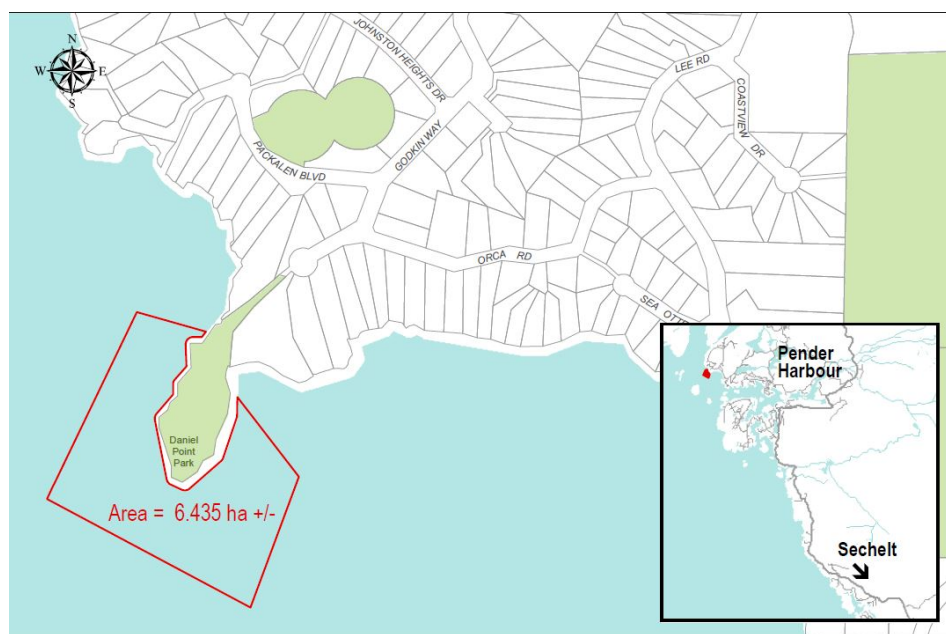 N
W E
S
JOHNSTON HEIGHTS DR
LEE RD
COASTVIEW DR
GODKIN WAY
PACKALEN BLVD
ORCA RD
SEA OTT
Daniel
Point
Park
Area = 6.435 ha +/-
Pender
Harbour
Sechelt